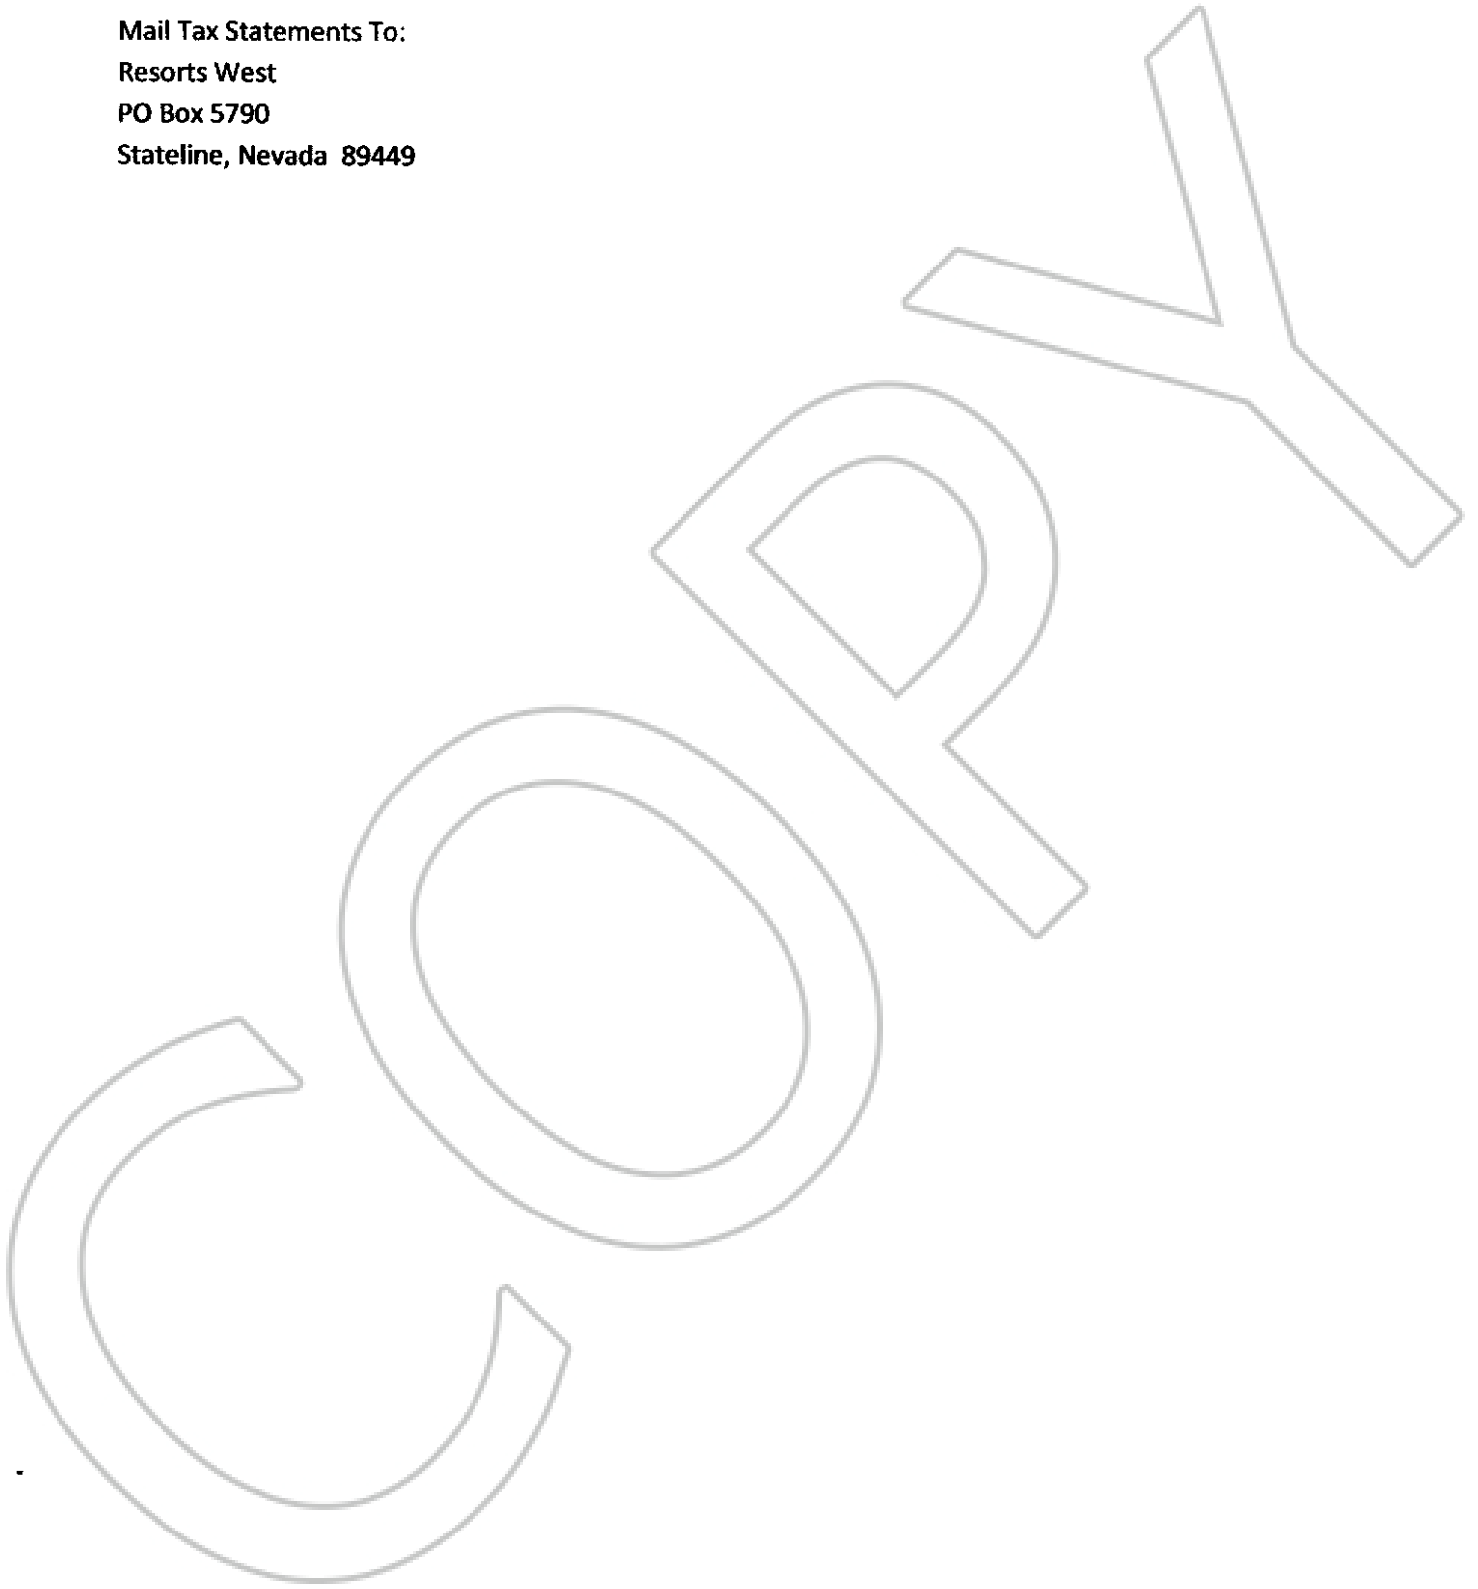 Mail Tax Statements To:
Resorts West
PO Box 5790
Stateline, Nevada 89449
COPY